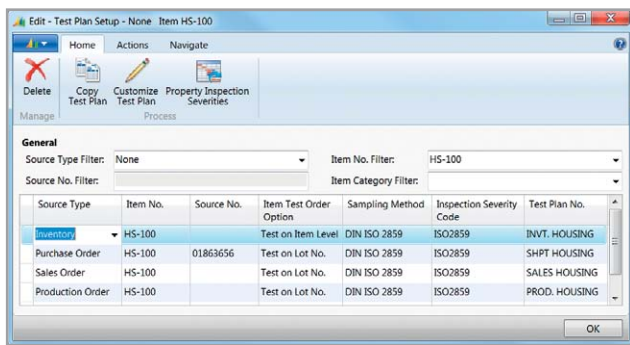 Edit - Test Plan Setup - None Item HS-100
Home Actions Navigate
Delete Copy Test Plan Customize Test Plan Property Inspection Severities
Manage Process
General
Source Type Filter: None Item No. Filter: HS-100
Source No. Filter: Item Category Filter:
Source Type Item No. Source No. Item Test Order Option Sampling Method Inspection Severity Code Test Plan No.
Inventory HS-100 Test on Item Level DIN ISO 2859 ISO2859 INVT. HOUSING
Purchase Order HS-100 01863656 Test on Lot No. DIN ISO 2859 ISO2859 SHPT HOUSING
Sales Order HS-100 Test on Lot No. DIN ISO 2859 ISO2859 SALES HOUSING
Production Order HS-100 Test on Lot No. DIN ISO 2859 ISO2859 PROD. HOUSING
OK